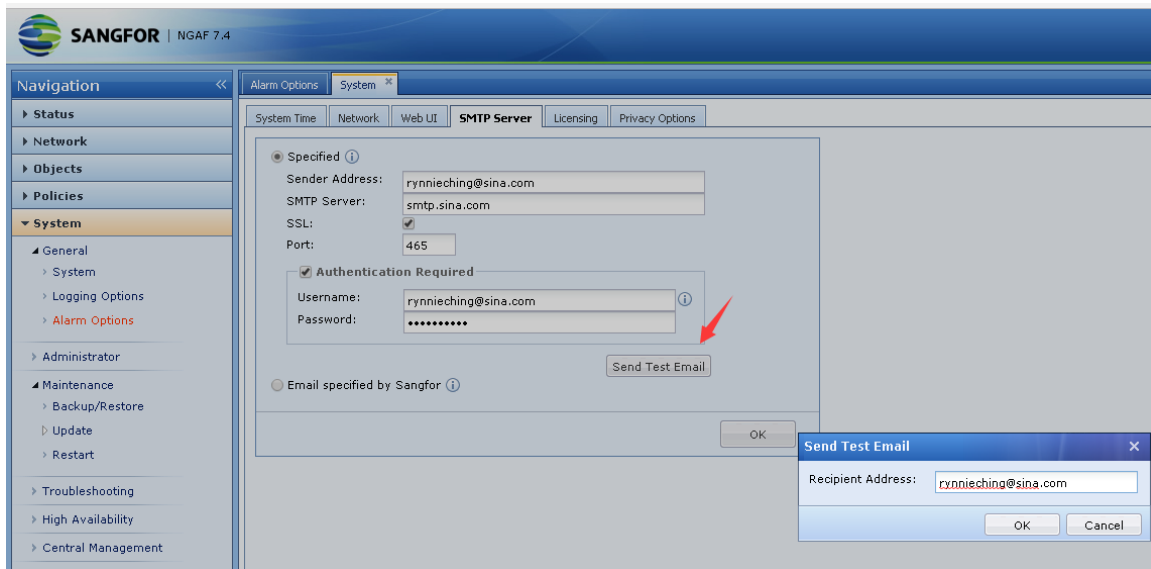 SANGFOR | NGAF 7.4
Navigation
Status
Network
Objects
Policies
System
General
System
Logging Options
Alarm Options
Administrator
Maintenance
Backup/Restore
Update
Restart
Troubleshooting
High Availability
Central Management
Alarm Options System
System Time Network Web UI SMTP Server Licensing Privacy Options
Specified
Sender Address: rynnieching@sina.com
SMTP Server: smtp.sina.com
SSL:
Port: 465
Authentication Required
Username: rynnieching@sina.com
Password: ••••••••••
Send Test Email
Email specified by Sangfor
OK
Send Test Email
Recipient Address: rynnieching@sina.com
OK Cancel